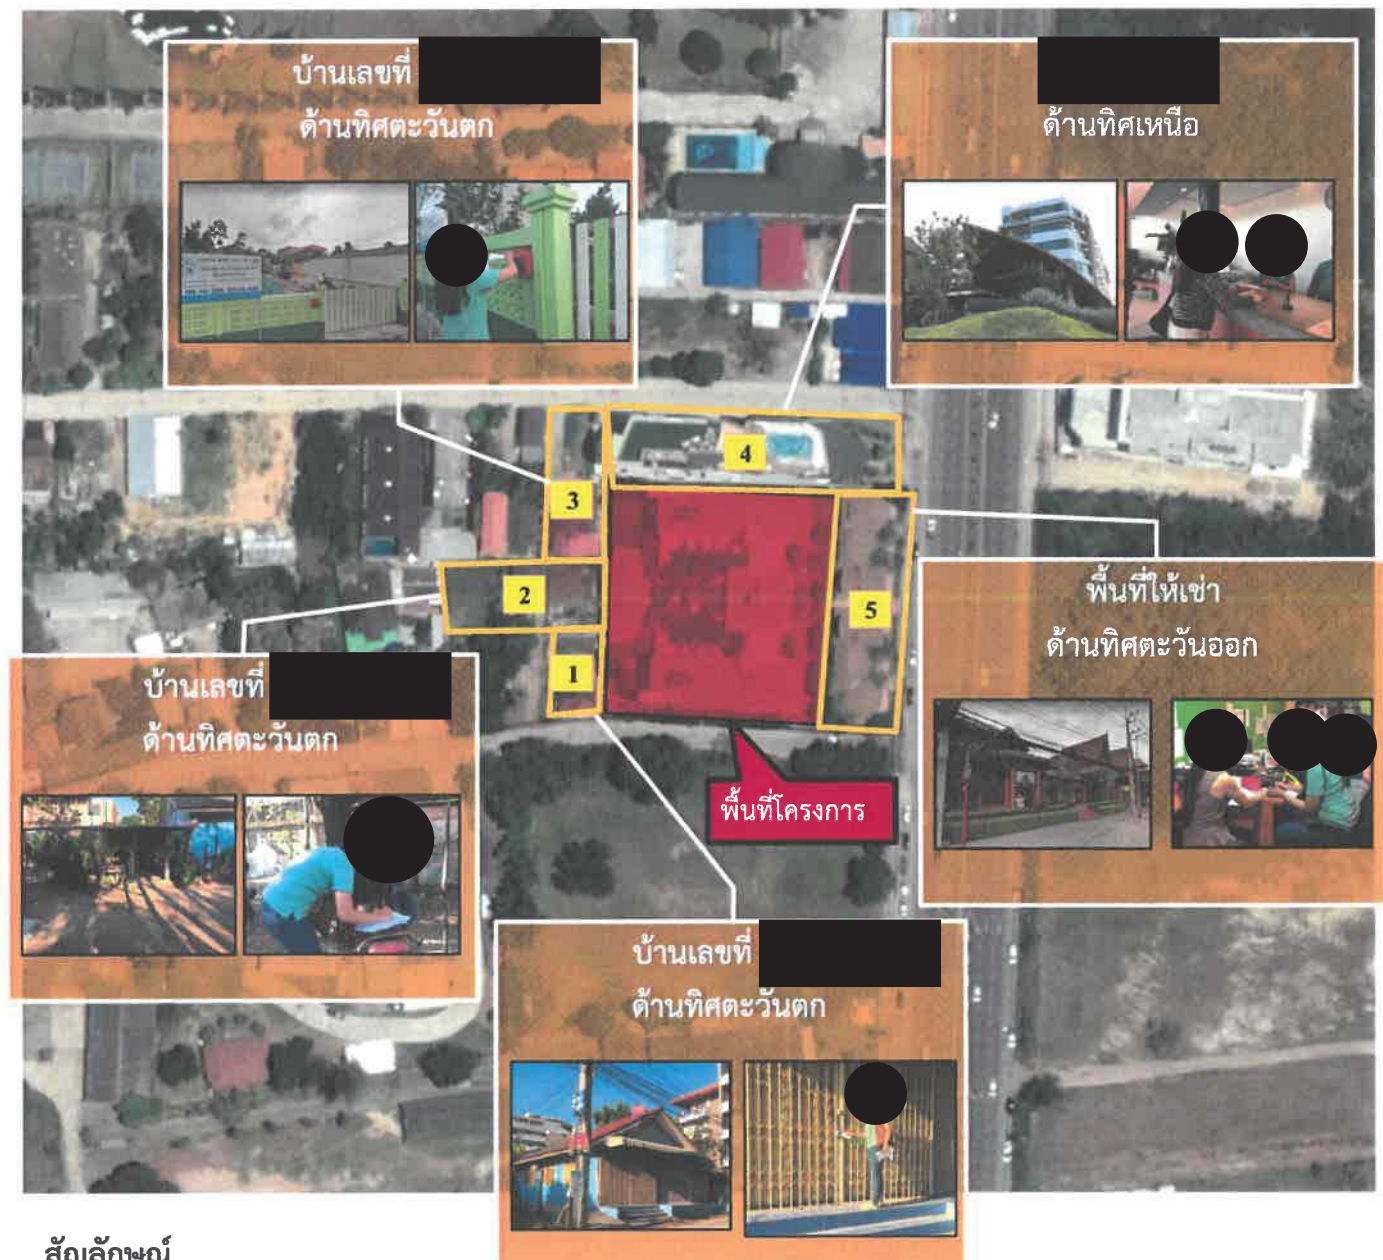 บ้านเลขที่
ด้านทิศตะวันตก
ด้านทิศเหนือ
4
3
2
5
1
พื้นที่ให้เช่า
ด้านทิศตะวันออก
บ้านเลขที่
ด้านทิศตะวันตก
พื้นที่โครงการ
บ้านเลขที่
ด้านทิศตะวันตก
สัญลักษณ์